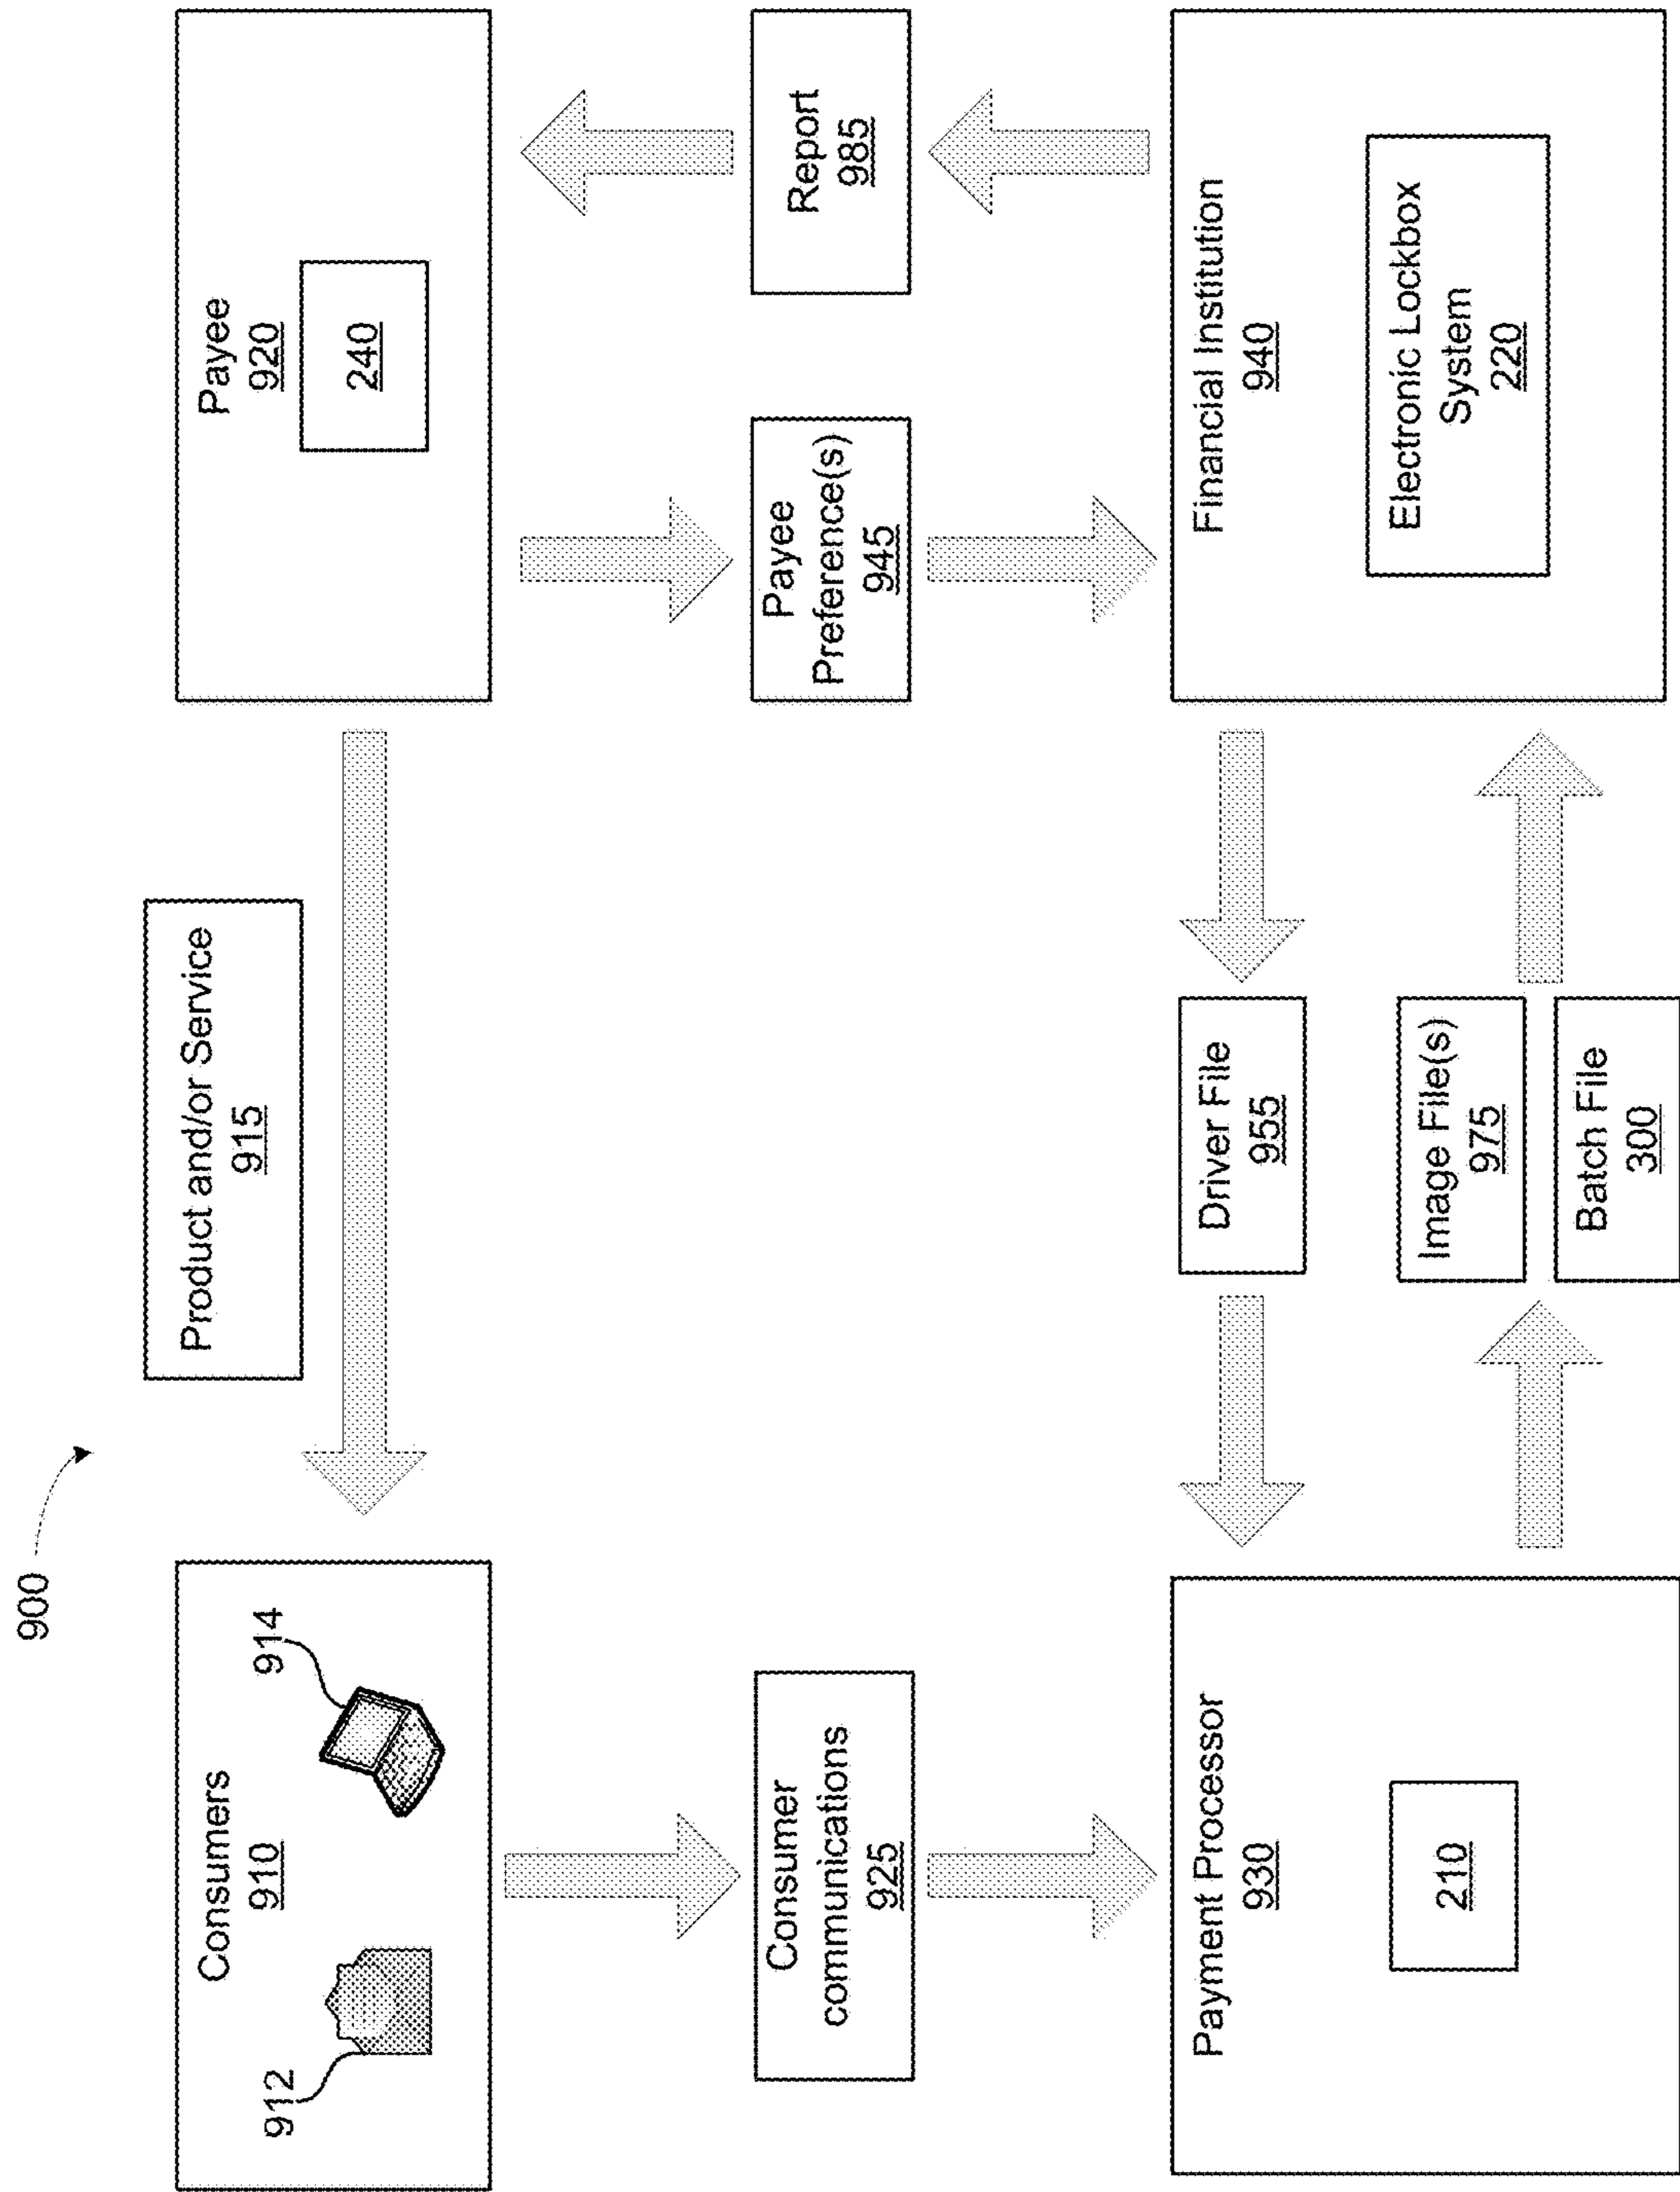 900
Consumers
910
912
914
Product and/or Service
915
Payee
920
240
Consumer
communications
925
Payee
Preference(s)
945
Report
985
Payment Processor
930
210
Driver File
955
Image File(s)
975
Batch File
300
Financial Institution
940
Electronic Lockbox
System
220